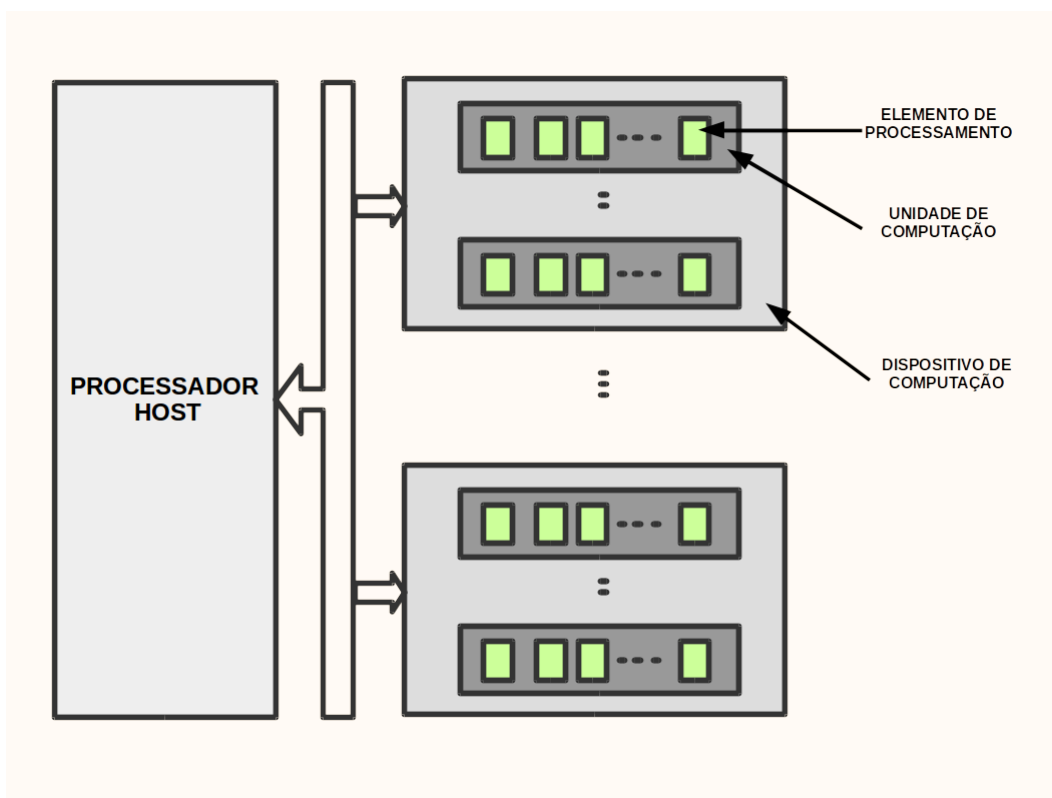 ELEMENTO DE
PROCESSAMENTO
UNIDADE DE
COMPUTAÇÃO
DISPOSITIVO DE
COMPUTAÇÃO
PROCESSADOR
HOST